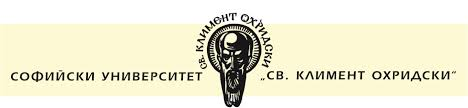 СВ. КЛИМЕНТ ОХРИДСКИ
СОФИЙСКИ УНИВЕРСИТЕТ „СВ. КЛИМЕНТ ОХРИДСКИ“